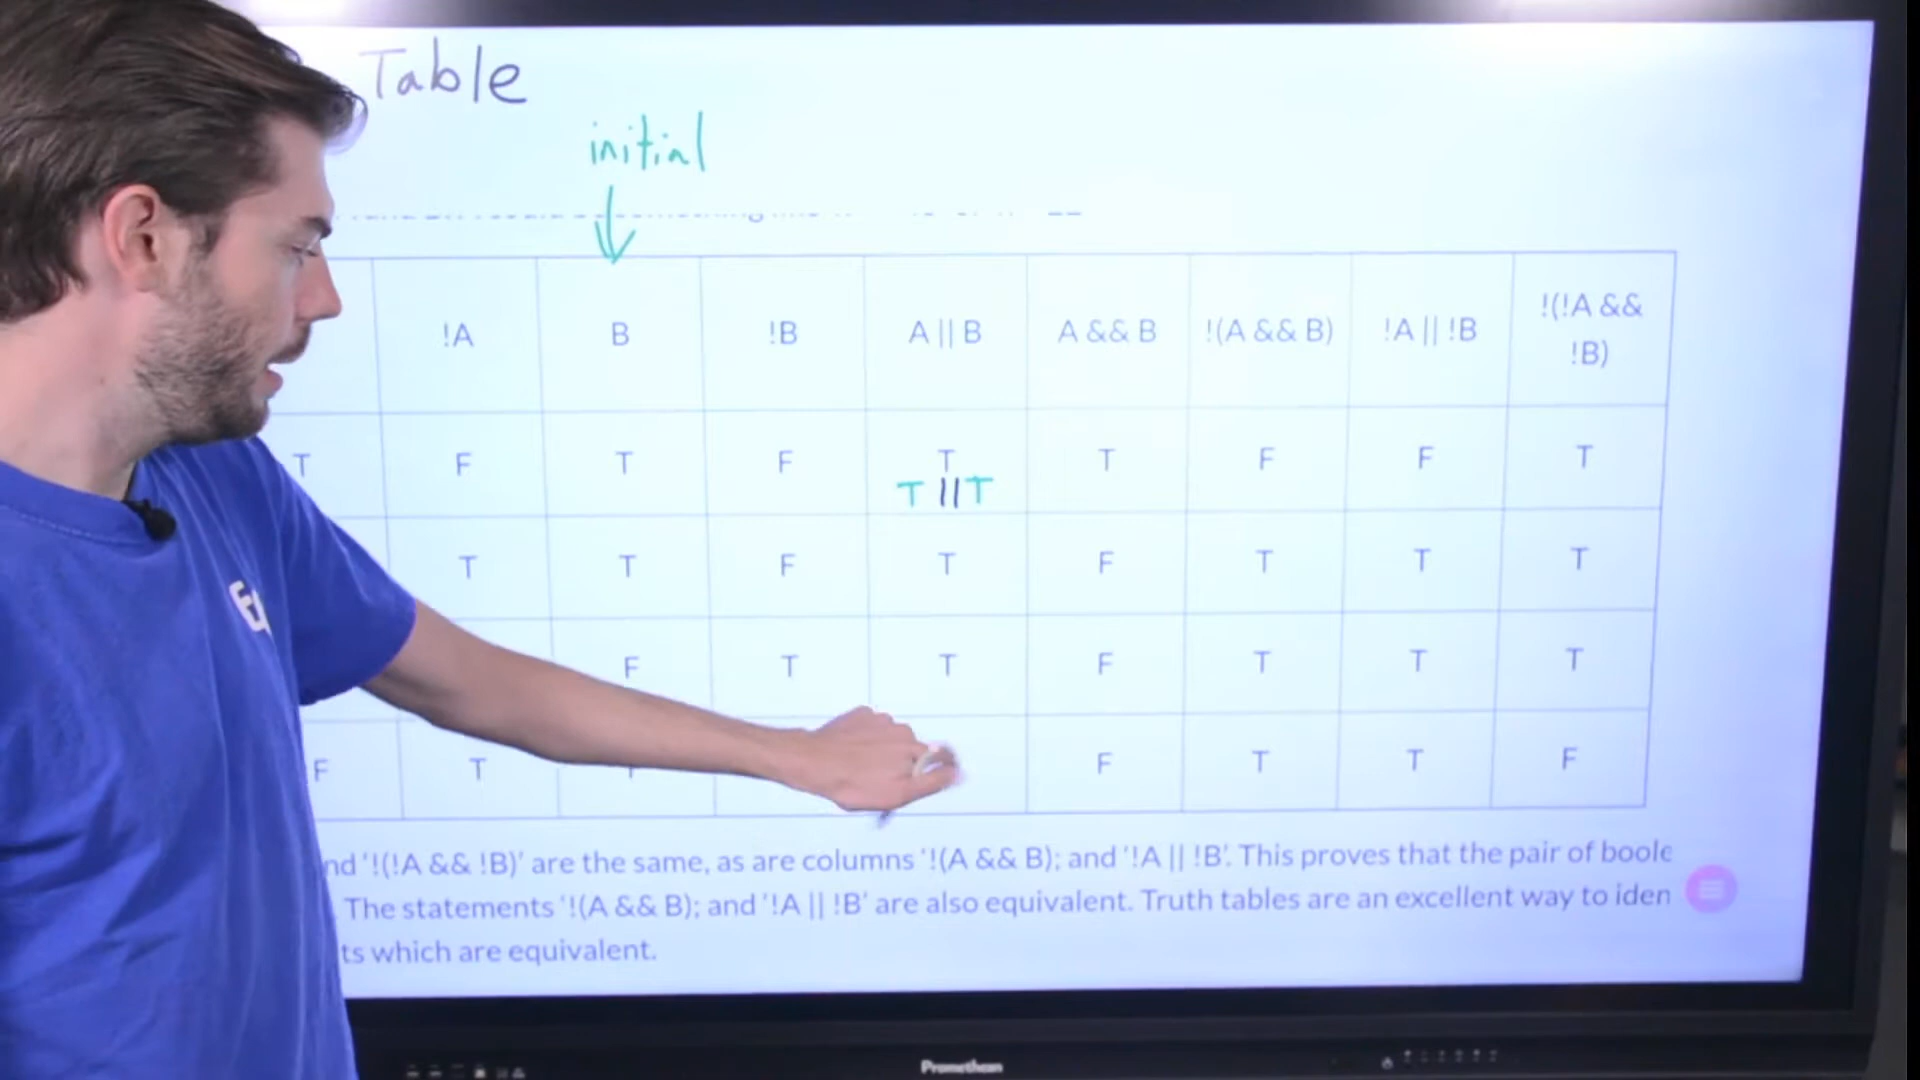 Table
initial
!A B !B A || B A && B !(A && B) !A || !B !(!A &&
!B)
T F T F T T F F T
T || T
T T F T F T T T
F T T F T T T
F T F T T F
nd '!(!A && !B)' are the same, as are columns '!(A && B); and '!A || !B'. This proves that the pair of boole
The statements '!(A && B); and '!A || !B' are also equivalent. Truth tables are an excellent way to iden
ts which are equivalent.
Promethean